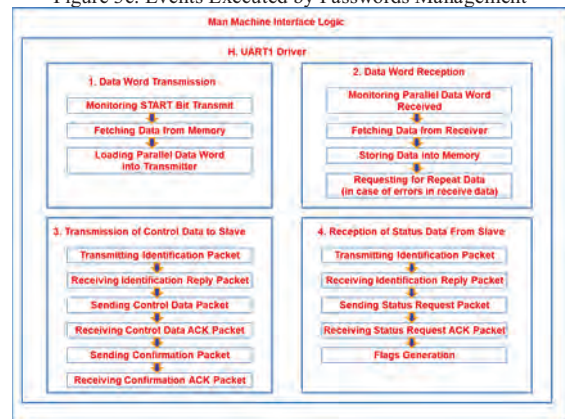 Figure 3c. Events Executed by Passwords Management
Man Machine Interface Logic
H. UART1 Driver
1. Data Word Transmission
Monitoring START Bit Transmit
Fetching Data from Memory
Loading Parallel Data Word
into Transmitter
2. Data Word Reception
Monitoring Parallel Data Word
Received
Fetching Data from Receiver
Storing Data into Memory
Requesting for Repeat Data
(in case of errors in receive data)
3. Transmission of Control Data to Slave
Transmitting Identification Packet
Receiving Identification Reply Packet
Sending Control Data Packet
Receiving Control Data ACK Packet
Sending Confirmation Packet
Receiving Confirmation ACK Packet
4. Reception of Status Data From Slave
Transmitting Identification Packet
Receiving Identification Reply Packet
Sending Status Request Packet
Receiving Status Request ACK Packet
Flags Generation